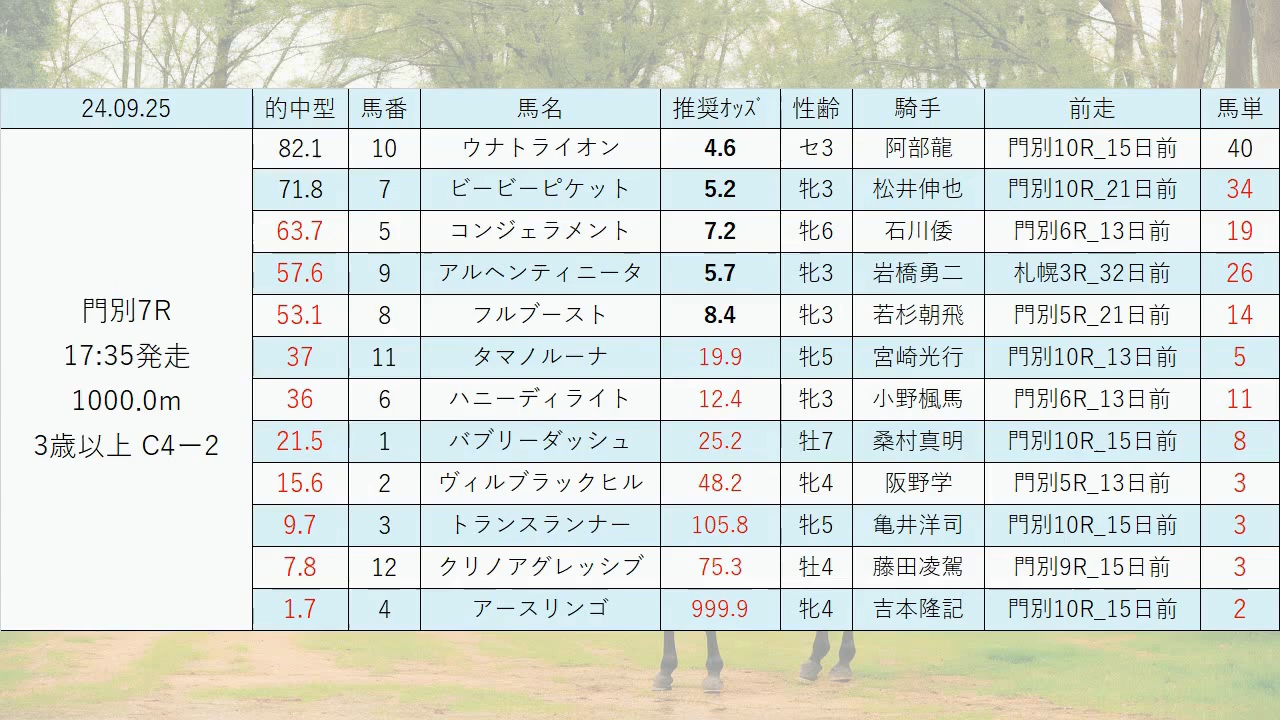 24.09.25 的中型 馬番 馬名 推奨ｵｯｽﾞ 性齢 騎手 前走 馬単
門別7R
17:35発走
1000.0m
3歳以上 C4ー2
82.1 10 ウナトライオン 4.6 セ3 阿部龍 門別10R_15日前 40
71.8 7 ビービーピケット 5.2 牝3 松井伸也 門別10R_21日前 34
63.7 5 コンジェラメント 7.2 牝6 石川倭 門別6R_13日前 19
57.6 9 アルヘンティニータ 5.7 牝3 岩橋勇二 札幌3R_32日前 26
53.1 8 フルブースト 8.4 牝3 若杉朝飛 門別5R_21日前 14
37 11 タマノルーナ 19.9 牝5 宮崎光行 門別10R_13日前 5
36 6 ハニーディライト 12.4 牝3 小野楓馬 門別6R_13日前 11
21.5 1 バブリーダッシュ 25.2 牡7 桑村真明 門別10R_15日前 8
15.6 2 ヴィルブラックヒル 48.2 牝4 阪野学 門別5R_13日前 3
9.7 3 トランスランナー 105.8 牝5 亀井洋司 門別10R_15日前 3
7.8 12 クリノアグレッシブ 75.3 牡4 藤田凌駕 門別9R_15日前 3
1.7 4 アースリンゴ 999.9 牝4 吉本隆記 門別10R_15日前 2